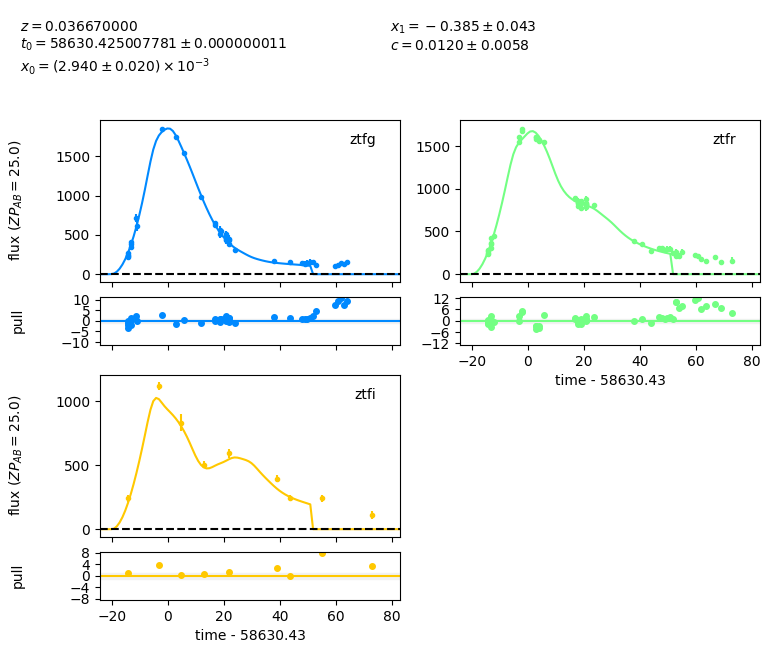 z = 0.036670000
t₀ = 58630.425007781 ± 0.000000011
x₀ = (2.940 ± 0.020) × 10⁻³
x₁ = −0.385 ± 0.043
c = 0.0120 ± 0.0058
flux (ZP_AB = 25.0)
1500
1000
500
0
ztfg
1500
1000
500
0
ztfr
pull
10
5
0
−5
−10
12
6
0
−6
−12
−20 0 20 40 60 80
time - 58630.43
flux (ZP_AB = 25.0)
1000
500
0
ztfi
pull
8
4
0
−4
−8
−20 0 20 40 60 80
time - 58630.43